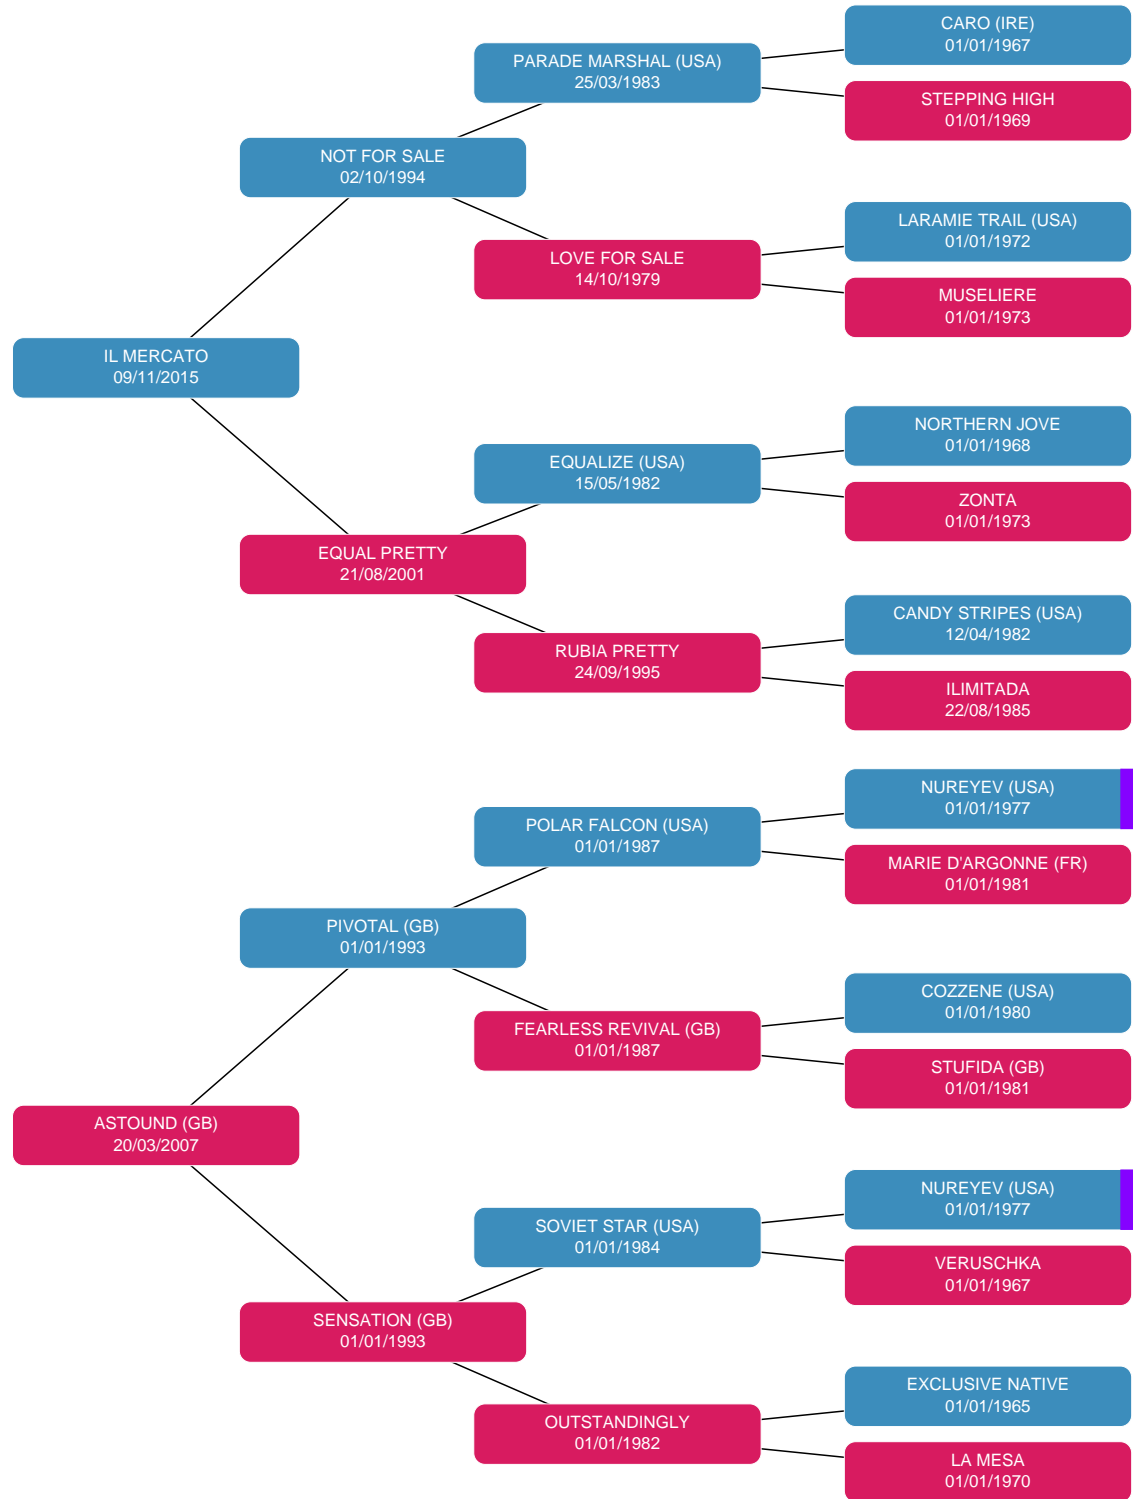 CARO (IRE)
01/01/1967
PARADE MARSHAL (USA)
25/03/1983
STEPPING HIGH
01/01/1969
NOT FOR SALE
02/10/1994
LARAMIE TRAIL (USA)
01/01/1972
LOVE FOR SALE
14/10/1979
MUSELIERE
01/01/1973
IL MERCATO
09/11/2015
NORTHERN JOVE
01/01/1968
EQUALIZE (USA)
15/05/1982
ZONTA
01/01/1973
EQUAL PRETTY
21/08/2001
CANDY STRIPES (USA)
12/04/1982
RUBIA PRETTY
24/09/1995
ILIMITADA
22/08/1985
NUREYEV (USA)
01/01/1977
POLAR FALCON (USA)
01/01/1987
MARIE D'ARGONNE (FR)
01/01/1981
PIVOTAL (GB)
01/01/1993
COZZENE (USA)
01/01/1980
FEARLESS REVIVAL (GB)
01/01/1987
STUFIDA (GB)
01/01/1981
ASTOUND (GB)
20/03/2007
NUREYEV (USA)
01/01/1977
SOVIET STAR (USA)
01/01/1984
VERUSCHKA
01/01/1967
SENSATION (GB)
01/01/1993
EXCLUSIVE NATIVE
01/01/1965
OUTSTANDINGLY
01/01/1982
LA MESA
01/01/1970